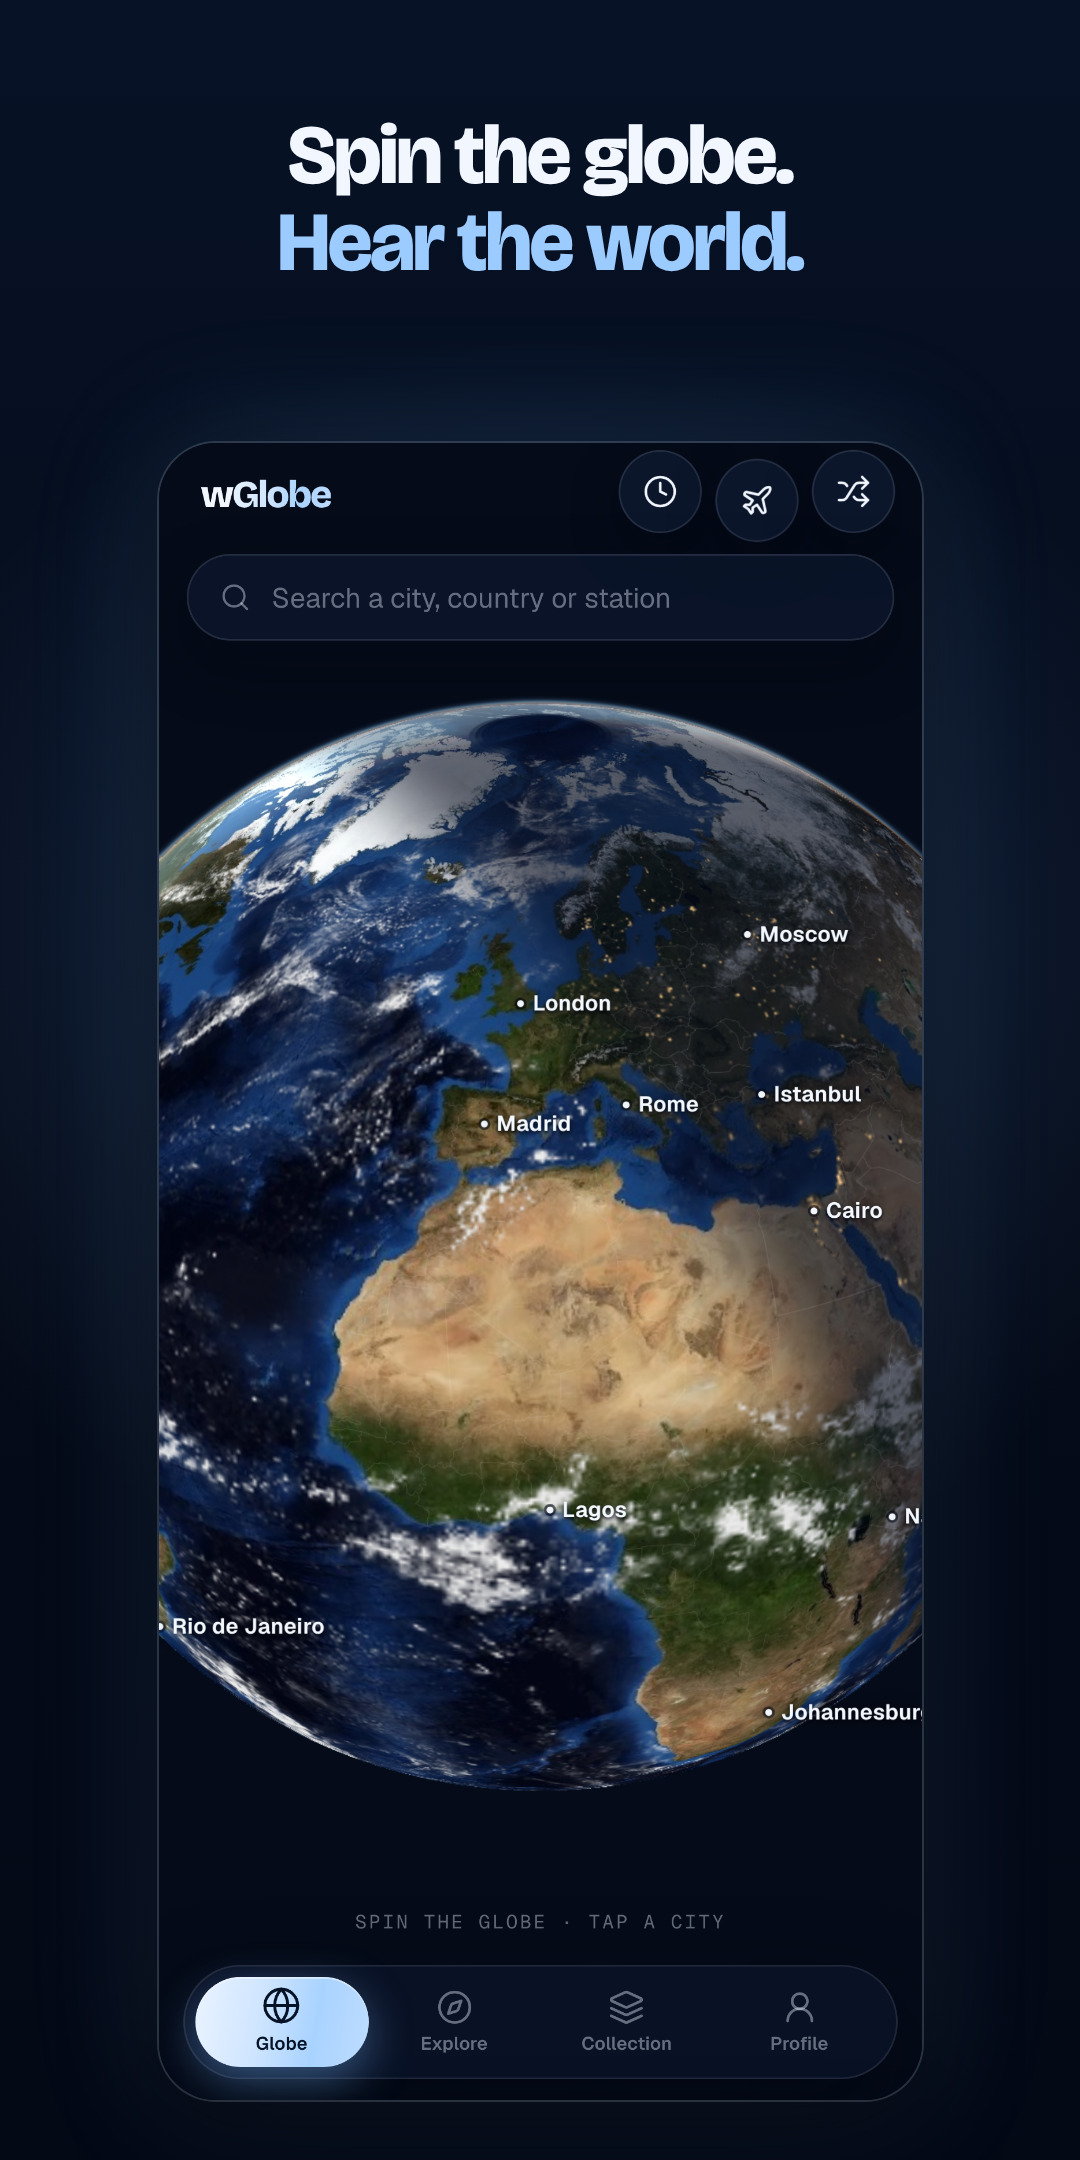 Spin the globe.
Hear the world.
wGlobe
Search a city, country or station
Moscow
London
Istanbul
Rome
Madrid
Cairo
Lagos
Rio de Janeiro
SPIN THE GLOBE · TAP A CITY
Globe
Explore
Collection
Profile